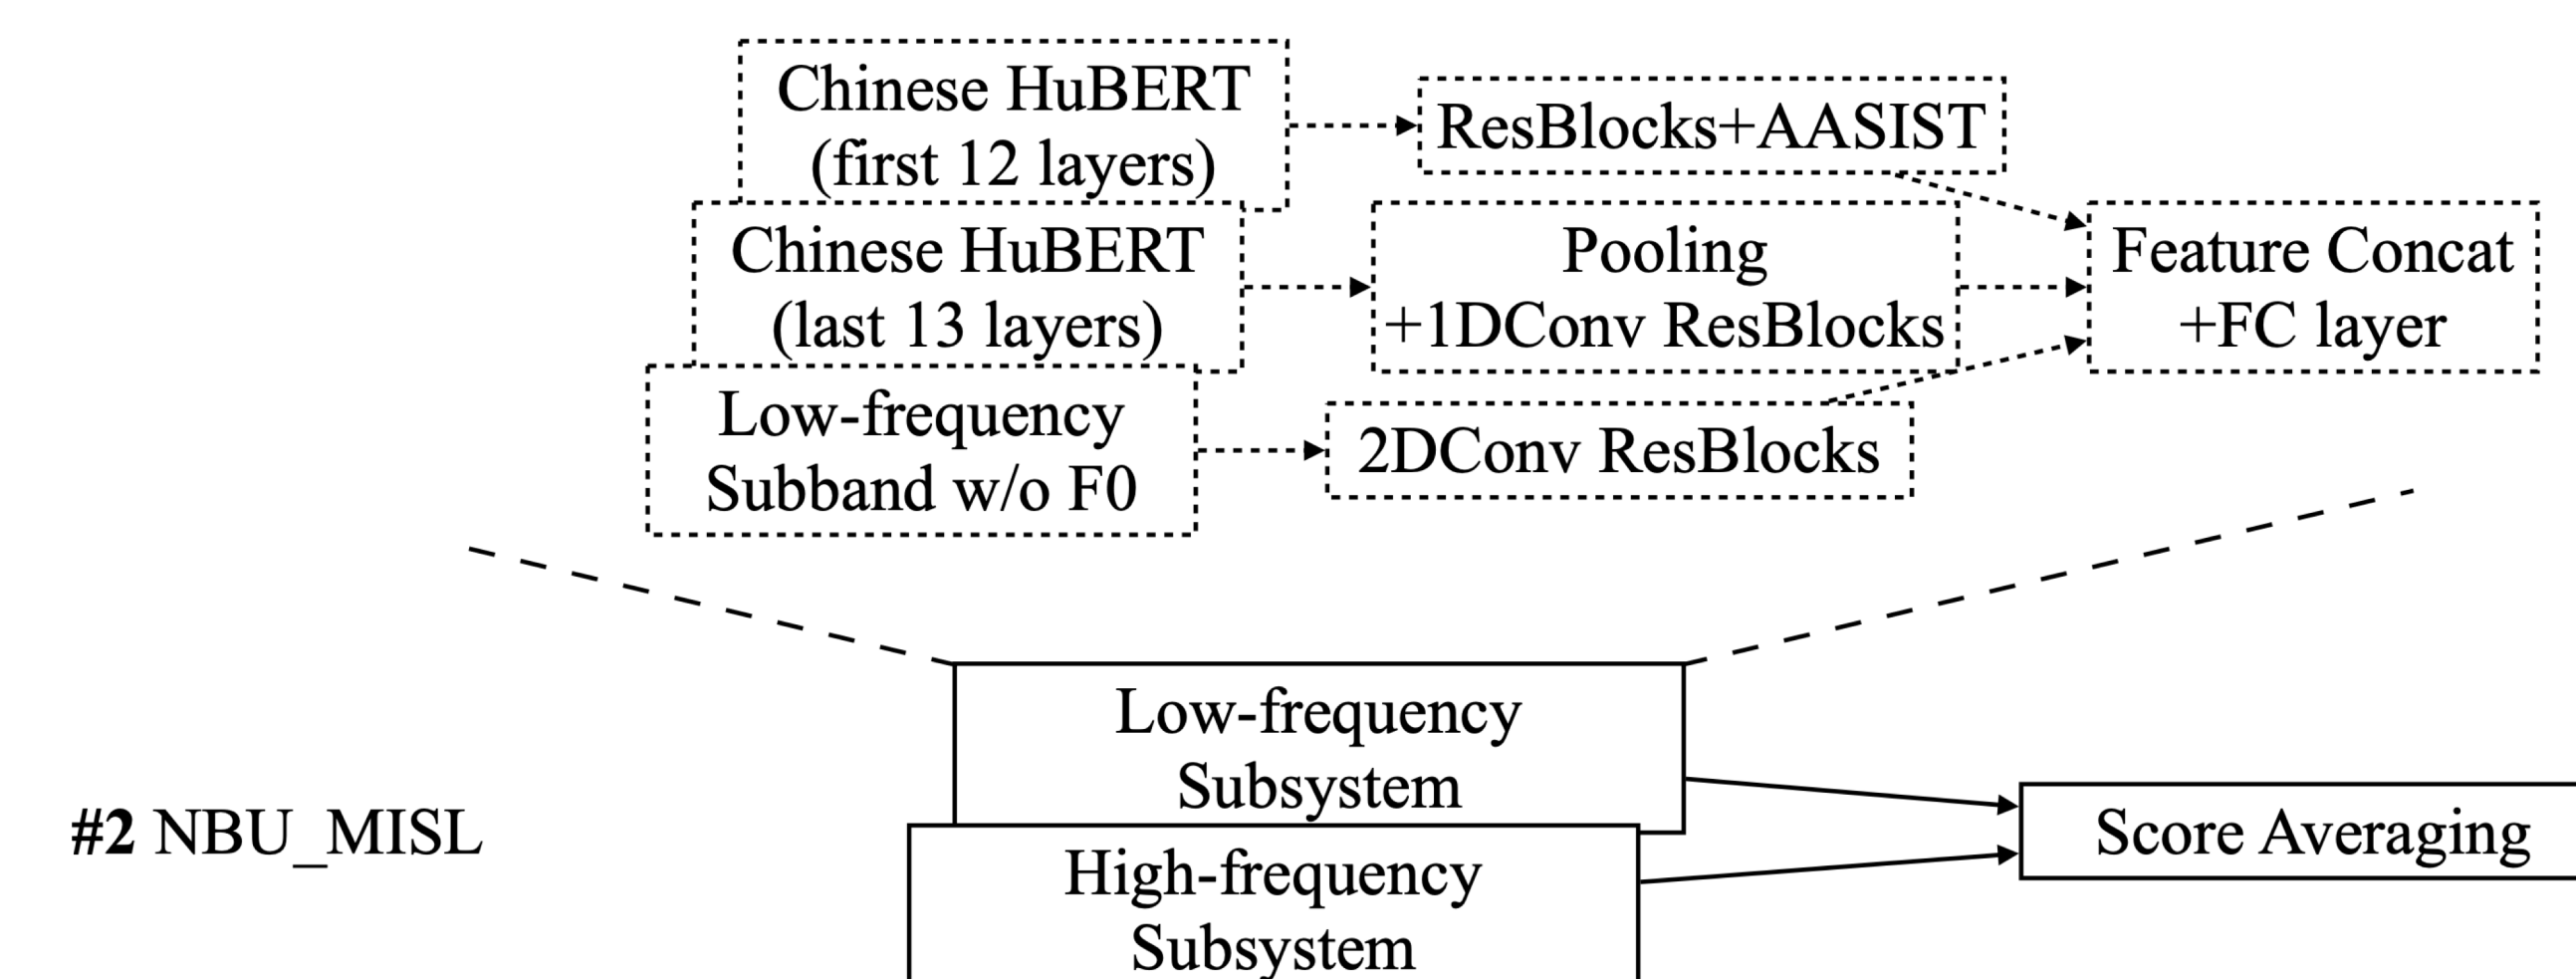 Chinese HuBERT
(first 12 layers)
ResBlocks+AASIST
Chinese HuBERT
(last 13 layers)
Pooling
+1DConv ResBlocks
Feature Concat
+FC layer
Low-frequency
Subband w/o F0
2DConv ResBlocks
Low-frequency
Subsystem
#2 NBU_MISL
Score Averaging
High-frequency
Subsystem